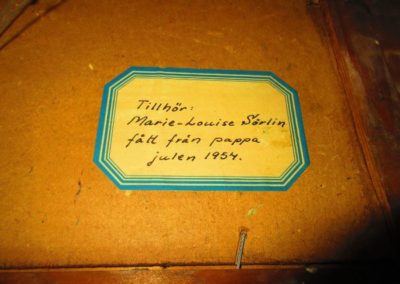 Tillhör:
Marie-Louise Sörlin
fått från pappa
julen 1954.